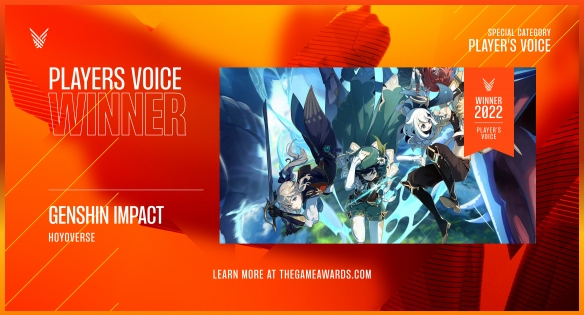 SPECIAL CATEGORY
PLAYER'S VOICE
PLAYERS VOICE
WINNER
WINNER
2022
PLAYER'S
VOICE
GENSHIN IMPACT
HOYOVERSE
LEARN MORE AT THEGAMEAWARDS.COM